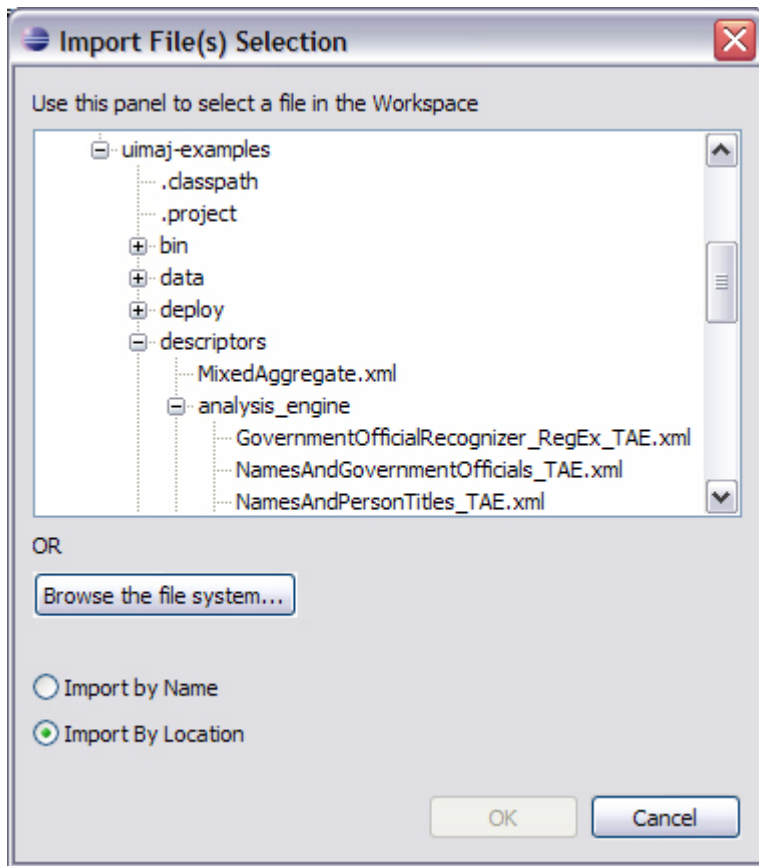 Import File(s) Selection
Use this panel to select a file in the Workspace
uimaj-examples
.classpath
.project
bin
data
deploy
descriptors
MixedAggregate.xml
analysis_engine
GovernmentOfficialRecognizer_RegEx_TAE.xml
NamesAndGovernmentOfficials_TAE.xml
NamesAndPersonTitles_TAE.xml
OR
Browse the file system...
Import by Name
Import By Location
OK
Cancel